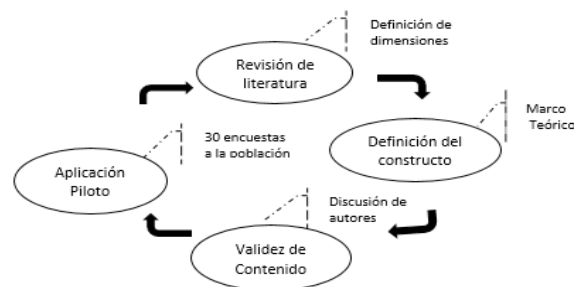 Definición de
dimensiones
Revisión de
literatura
Marco
Teórico
Definición del
constructo
30 encuestas
a la población
Aplicación
Piloto
Discusión de
autores
Validez de
Contenido